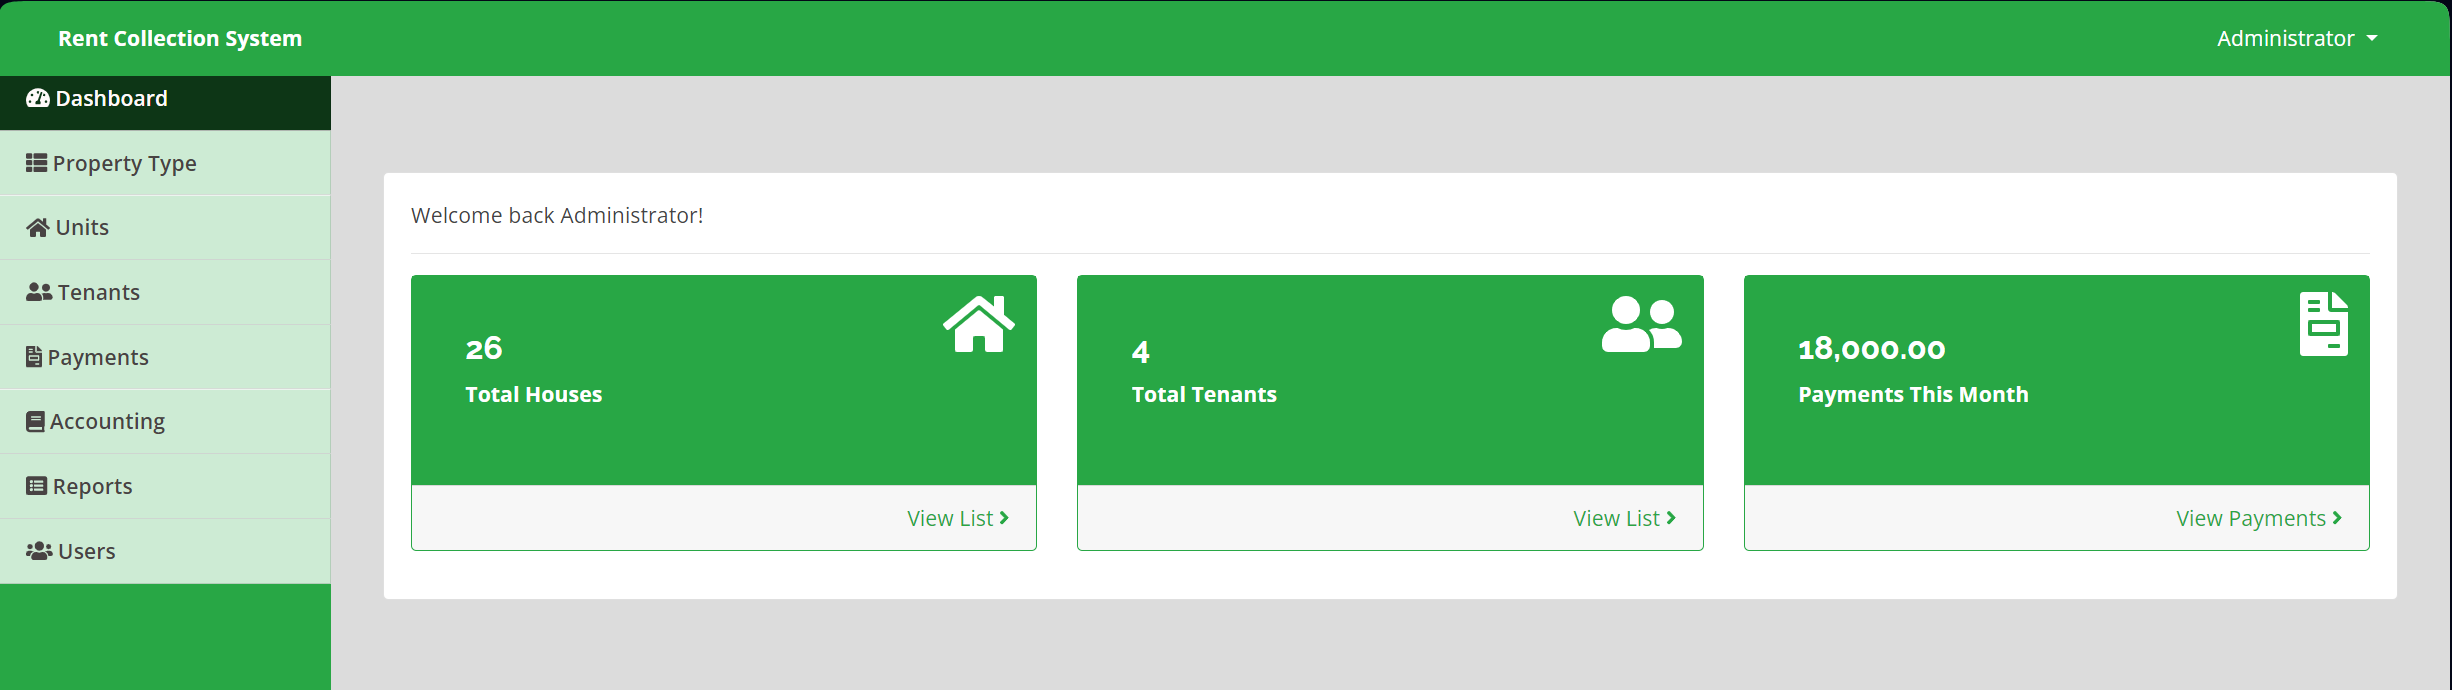 Rent Collection System
Administrator
Dashboard
Property Type
Units
Tenants
Payments
Accounting
Reports
Users
Welcome back Administrator!
26
Total Houses
View List
4
Total Tenants
View List
18,000.00
Payments This Month
View Payments